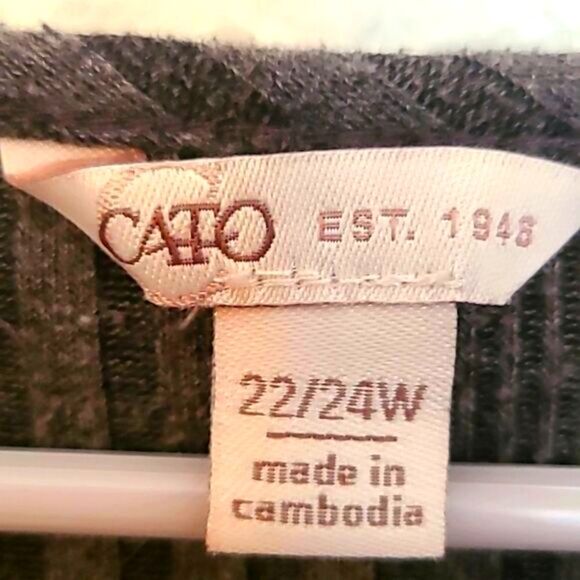 CATO EST. 1946
22/24W
made in
cambodia